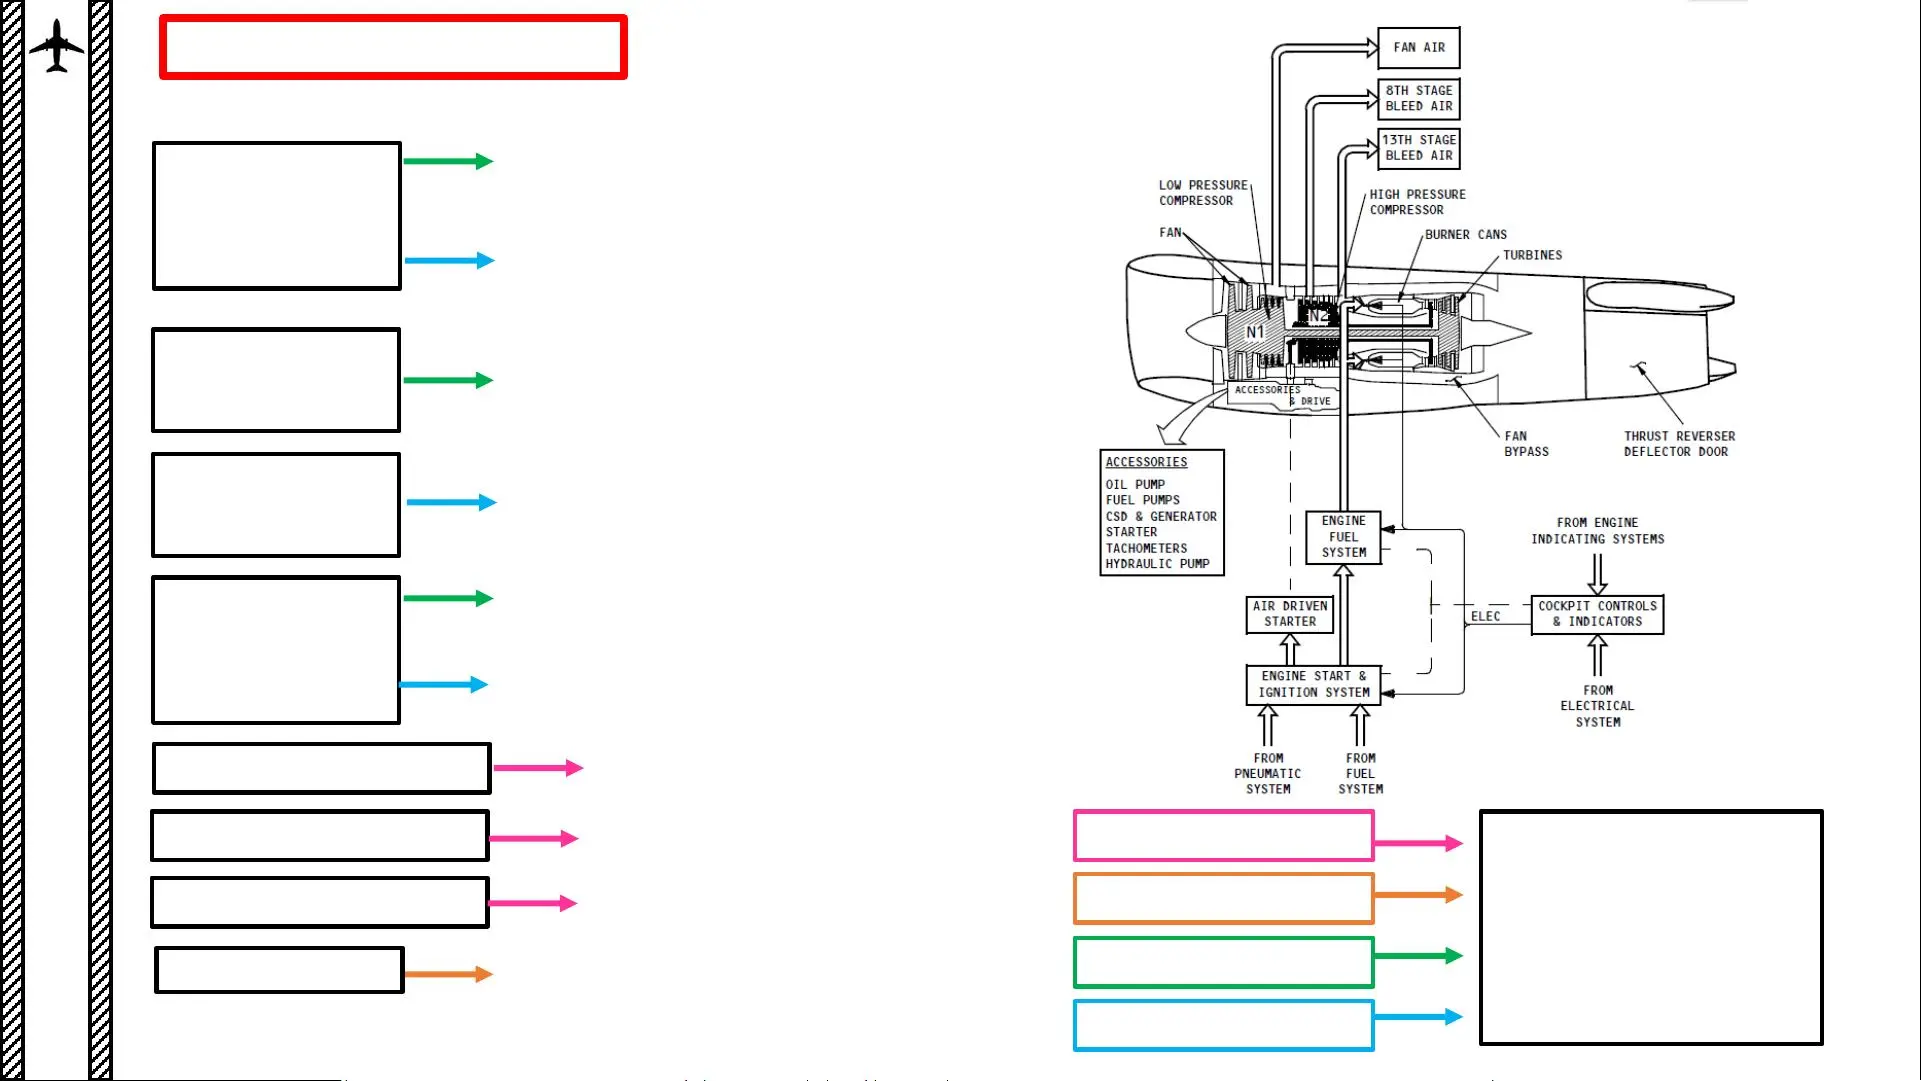 FAN AIR
8TH STAGE
BLEED AIR
13TH STAGE
BLEED AIR
LOW PRESSURE
COMPRESSOR
HIGH PRESSURE
COMPRESSOR
FAN
BURNER CANS
TURBINES
N1
N2
ACCESSORIES
& DRIVE
FAN
BYPASS
THRUST REVERSER
DEFLECTOR DOOR
ACCESSORIES
OIL PUMP
FUEL PUMPS
CSD & GENERATOR
STARTER
TACHOMETERS
HYDRAULIC PUMP
ENGINE
FUEL
SYSTEM
FROM ENGINE
INDICATING SYSTEMS
AIR DRIVEN
STARTER
ELEC
COCKPIT CONTROLS
& INDICATORS
ENGINE START &
IGNITION SYSTEM
FROM
ELECTRICAL
SYSTEM
FROM
PNEUMATIC
SYSTEM
FROM
FUEL
SYSTEM